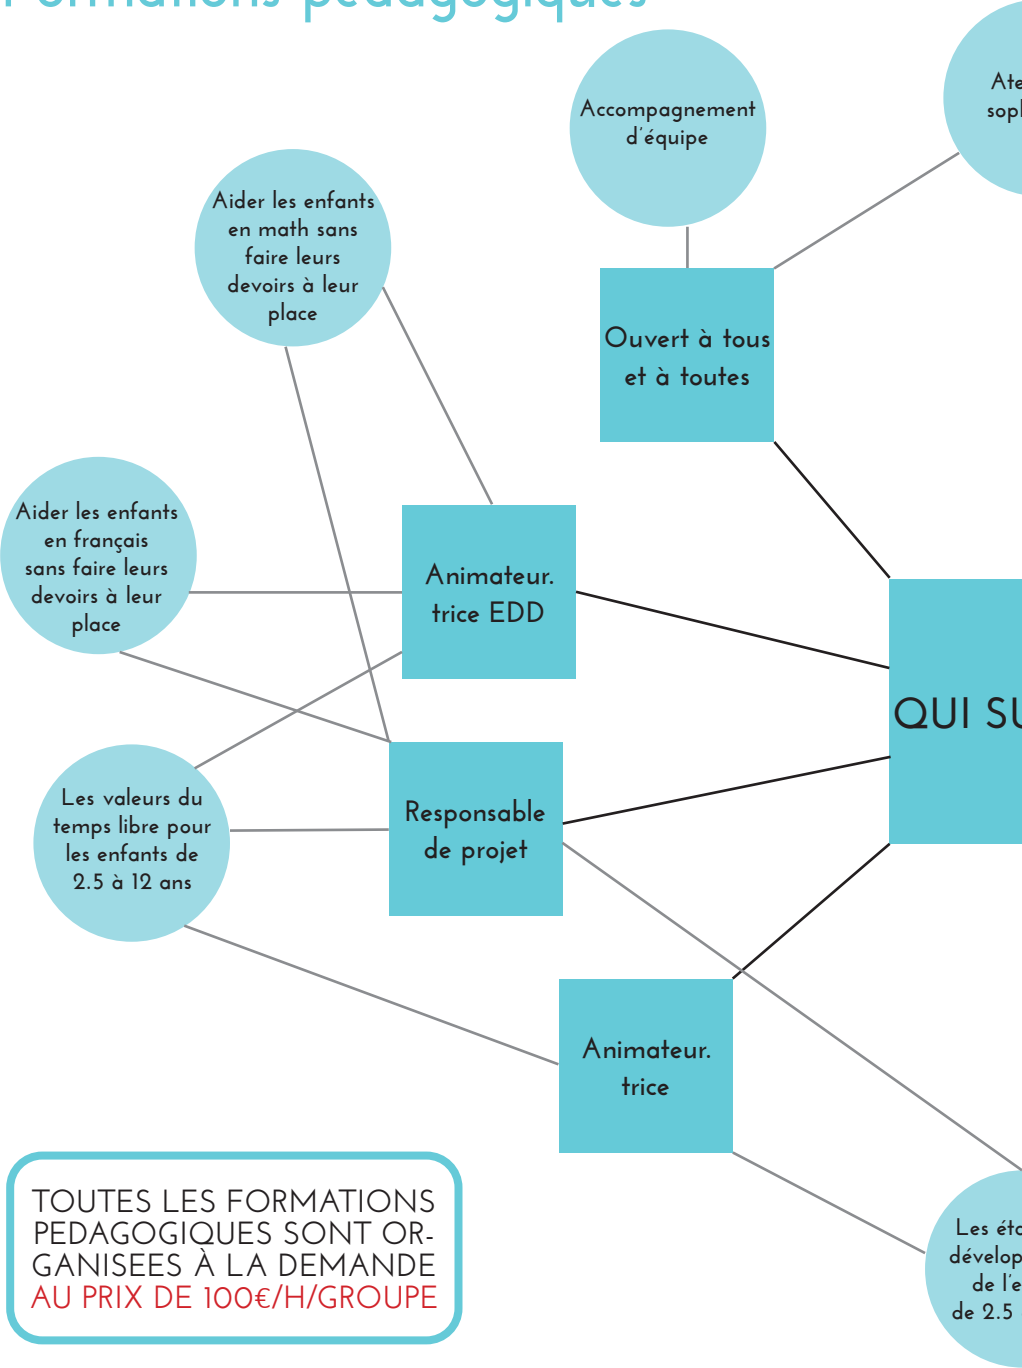 Formations pédagogiques
Accompagnement
d'équipe
Aider les enfants
en math sans
faire leurs
devoirs à leur
place
Ouvert à tous
et à toutes
Aider les enfants
en français
sans faire leurs
devoirs à leur
place
Animateur.
trice EDD
QUI
Les valeurs du
temps libre pour
les enfants de
2.5 à 12 ans
Responsable
de projet
Animateur.
trice
TOUTES LES FORMATIONS
PEDAGOGIQUES SONT OR-
GANISEES À LA DEMANDE
AU PRIX DE 100€/H/GROUPE
Les
de
de 2.5